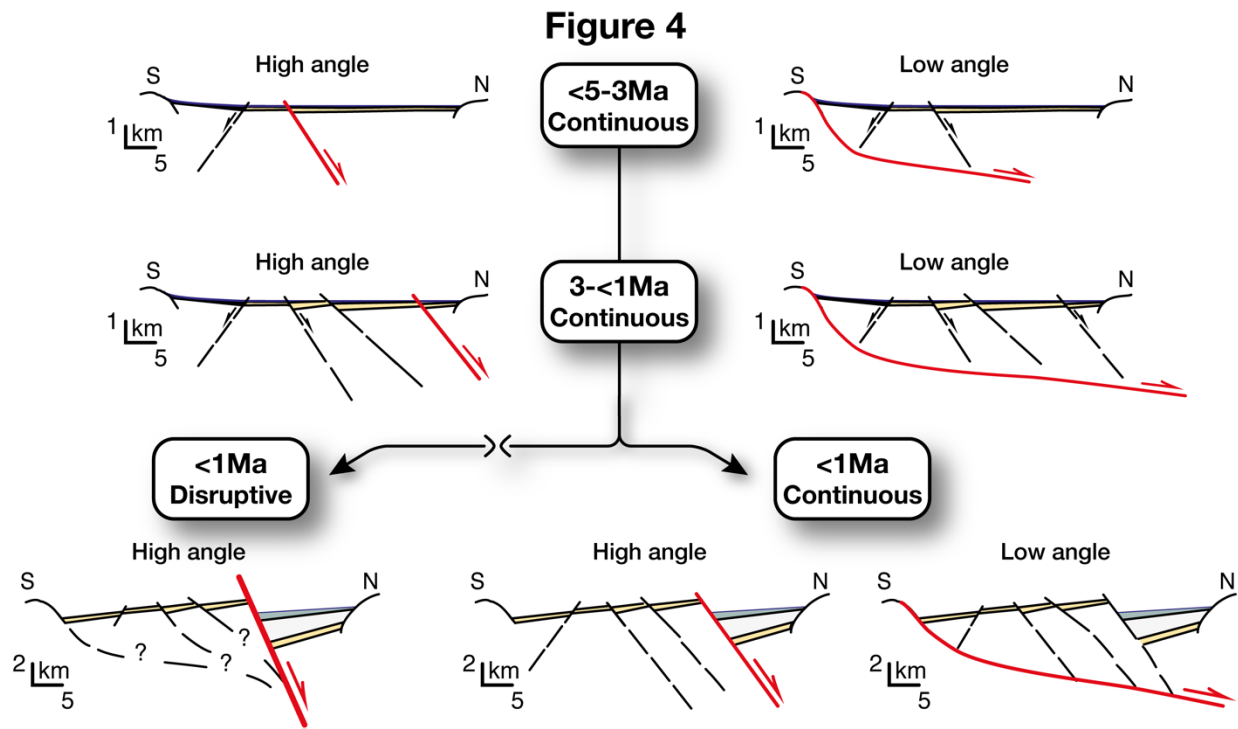 Figure 4
High angle
S
N
1
km
5
<5-3Ma
Continuous
Low angle
S
N
1
km
5
High angle
S
N
1
km
5
3-<1Ma
Continuous
Low angle
S
N
1
km
5
<1Ma
Disruptive
<1Ma
Continuous
High angle
S
N
?
?
?
2
km
5
High angle
S
N
2
km
5
Low angle
S
N
2
km
5